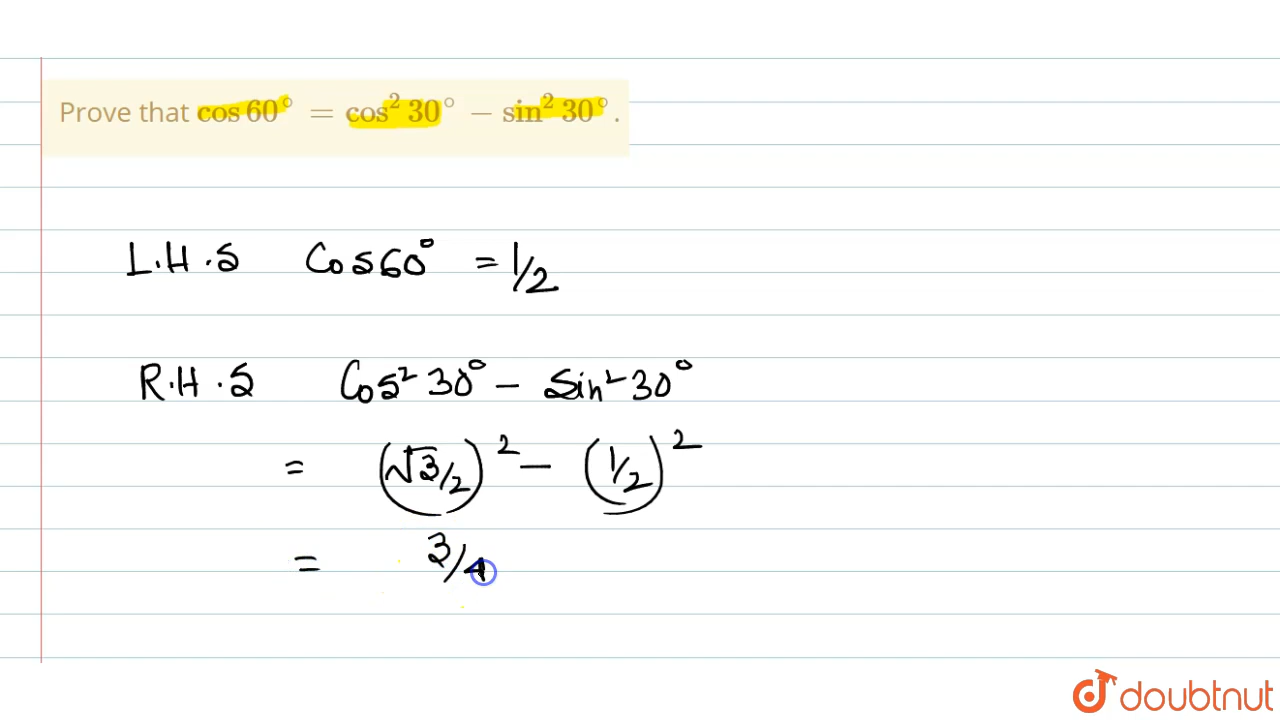 Prove that cos 60° = cos² 30° − sin² 30°.
L.H.S Cos60° = 1/2
R.H.S Cos² 30° − Sin² 30°
= (√3/2)² − (1/2)²
= 3/4
doubtnut